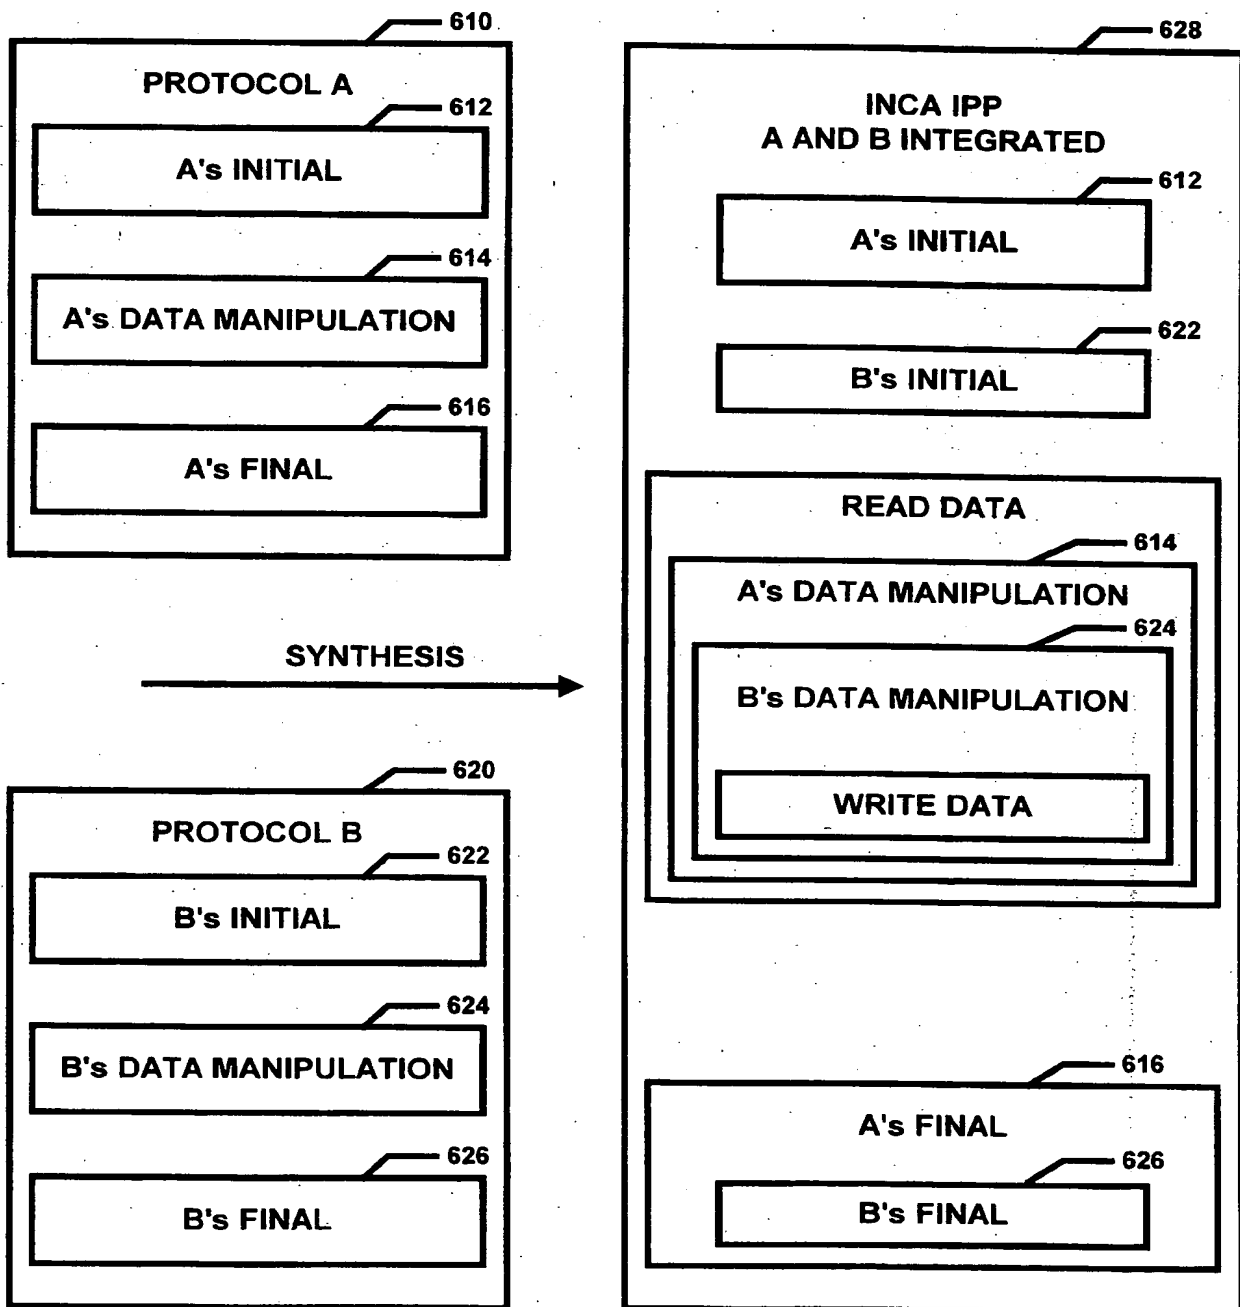 610
PROTOCOL A
612
A's INITIAL
614
A's DATA MANIPULATION
616
A's FINAL
SYNTHESIS
620
PROTOCOL B
622
B's INITIAL
624
B's DATA MANIPULATION
626
B's FINAL
628
INCA IPP
A AND B INTEGRATED
612
A's INITIAL
622
B's INITIAL
READ DATA
614
A's DATA MANIPULATION
624
B's DATA MANIPULATION
WRITE DATA
616
A's FINAL
626
B's FINAL